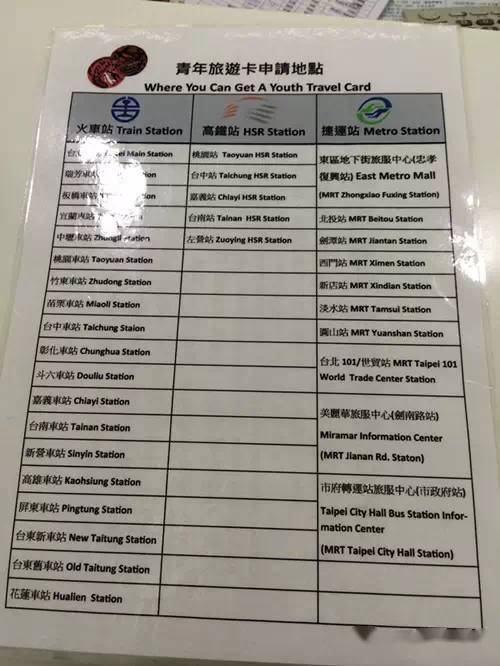 青年旅遊卡申請地點
Where You Can Get A Youth Travel Card
火車站 Train Station
高鐵站 HSR Station
捷運站 Metro Station
Main Station
瑞芳車
板橋車
宜蘭車
中壢車站 Zhongli Station
桃園車站 Taoyuan Station
竹東車站 Zhudong Station
苗栗車站 Miaoli Station
台中車站 Taichung Staion
彰化車站 Chunghua Station
斗六車站 Douliu Station
嘉義車站 Chiayi Station
台南車站 Tainan Station
新營車站 Sinyin Station
高雄車站 Kaohsiung Station
屏東車站 Pingtung Station
台東新車站 New Taitung Station
台東舊車站 Old Taitung Station
花蓮車站 Hualien Station
桃園站 Taoyuan HSR Station
台中站 Taichung HSR Station
嘉義站 Chiayi HSR Station
台南站 Tainan HSR Station
左營站 Zuoying HSR Station
東區地下街旅服中心(忠孝
復興站) East Metro Mall
(MRT Zhongxiao Fuxing Station)
北投站 MRT Beitou Station
劍潭站 MRT Jiantan Station
西門站 MRT Ximen Station
新店站 MRT Xindian Station
淡水站 MRT Tamsui Station
圓山站 MRT Yuanshan Station
台北 101/世貿站 MRT Taipei 101
World Trade Center Station
美麗華旅服中心(劍南路站)
Miramar Information Center
(MRT Jianan Rd. Staton)
市府轉運站旅服中心(市政府站)
Taipei City Hall Bus Station Infor-
mation Center
(MRT Taipei City Hall Station)